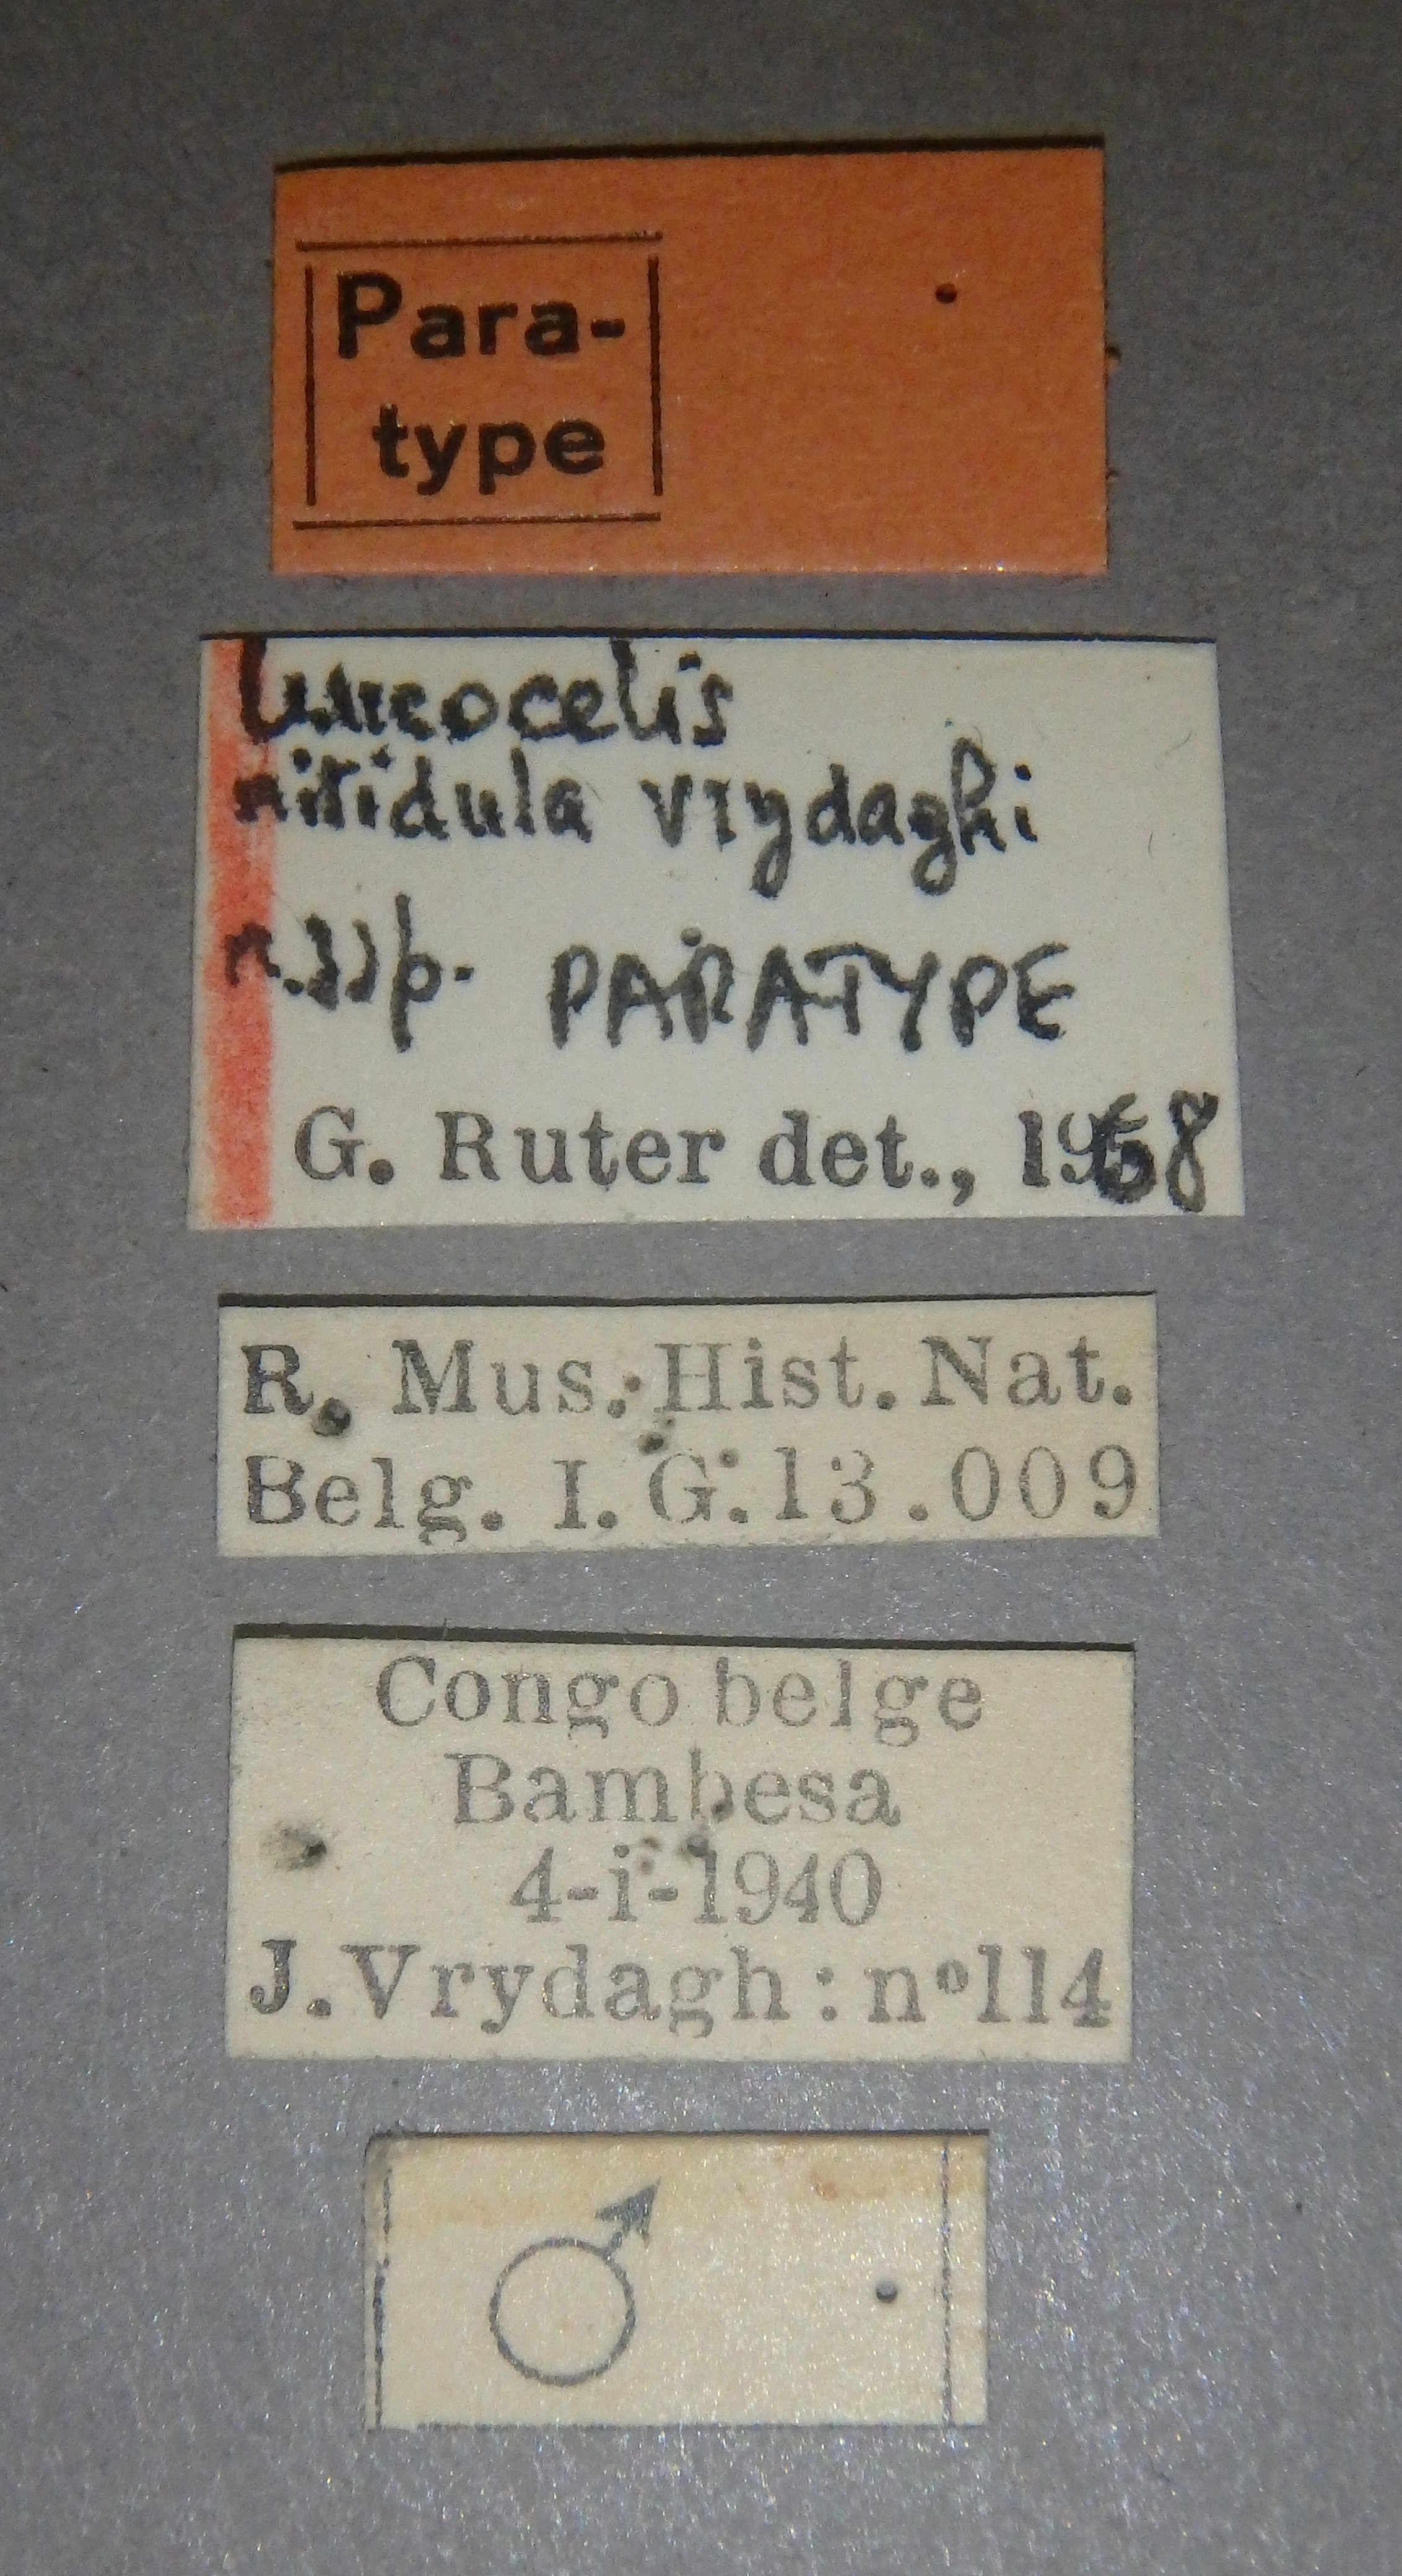 Para-
type
nitidula vrydaghi
n.ssp. PARATYPE
G. Ruter det., 1968
R. Mus. Hist. Nat.
Belg. I. G. 13.009
Congo belge
Bambesa
4-i-1940
J. Vrydagh : n°114
♂